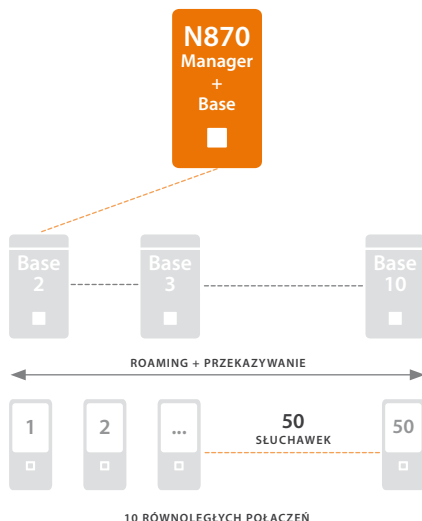 N870
Manager
+
Base
Base
2
Base
3
Base
10
ROAMING + PRZEKAZYWANIE
1
2
...
50
SŁUCHAWEK
50
10 RÓWNOLEGŁYCH POŁĄCZEŃ